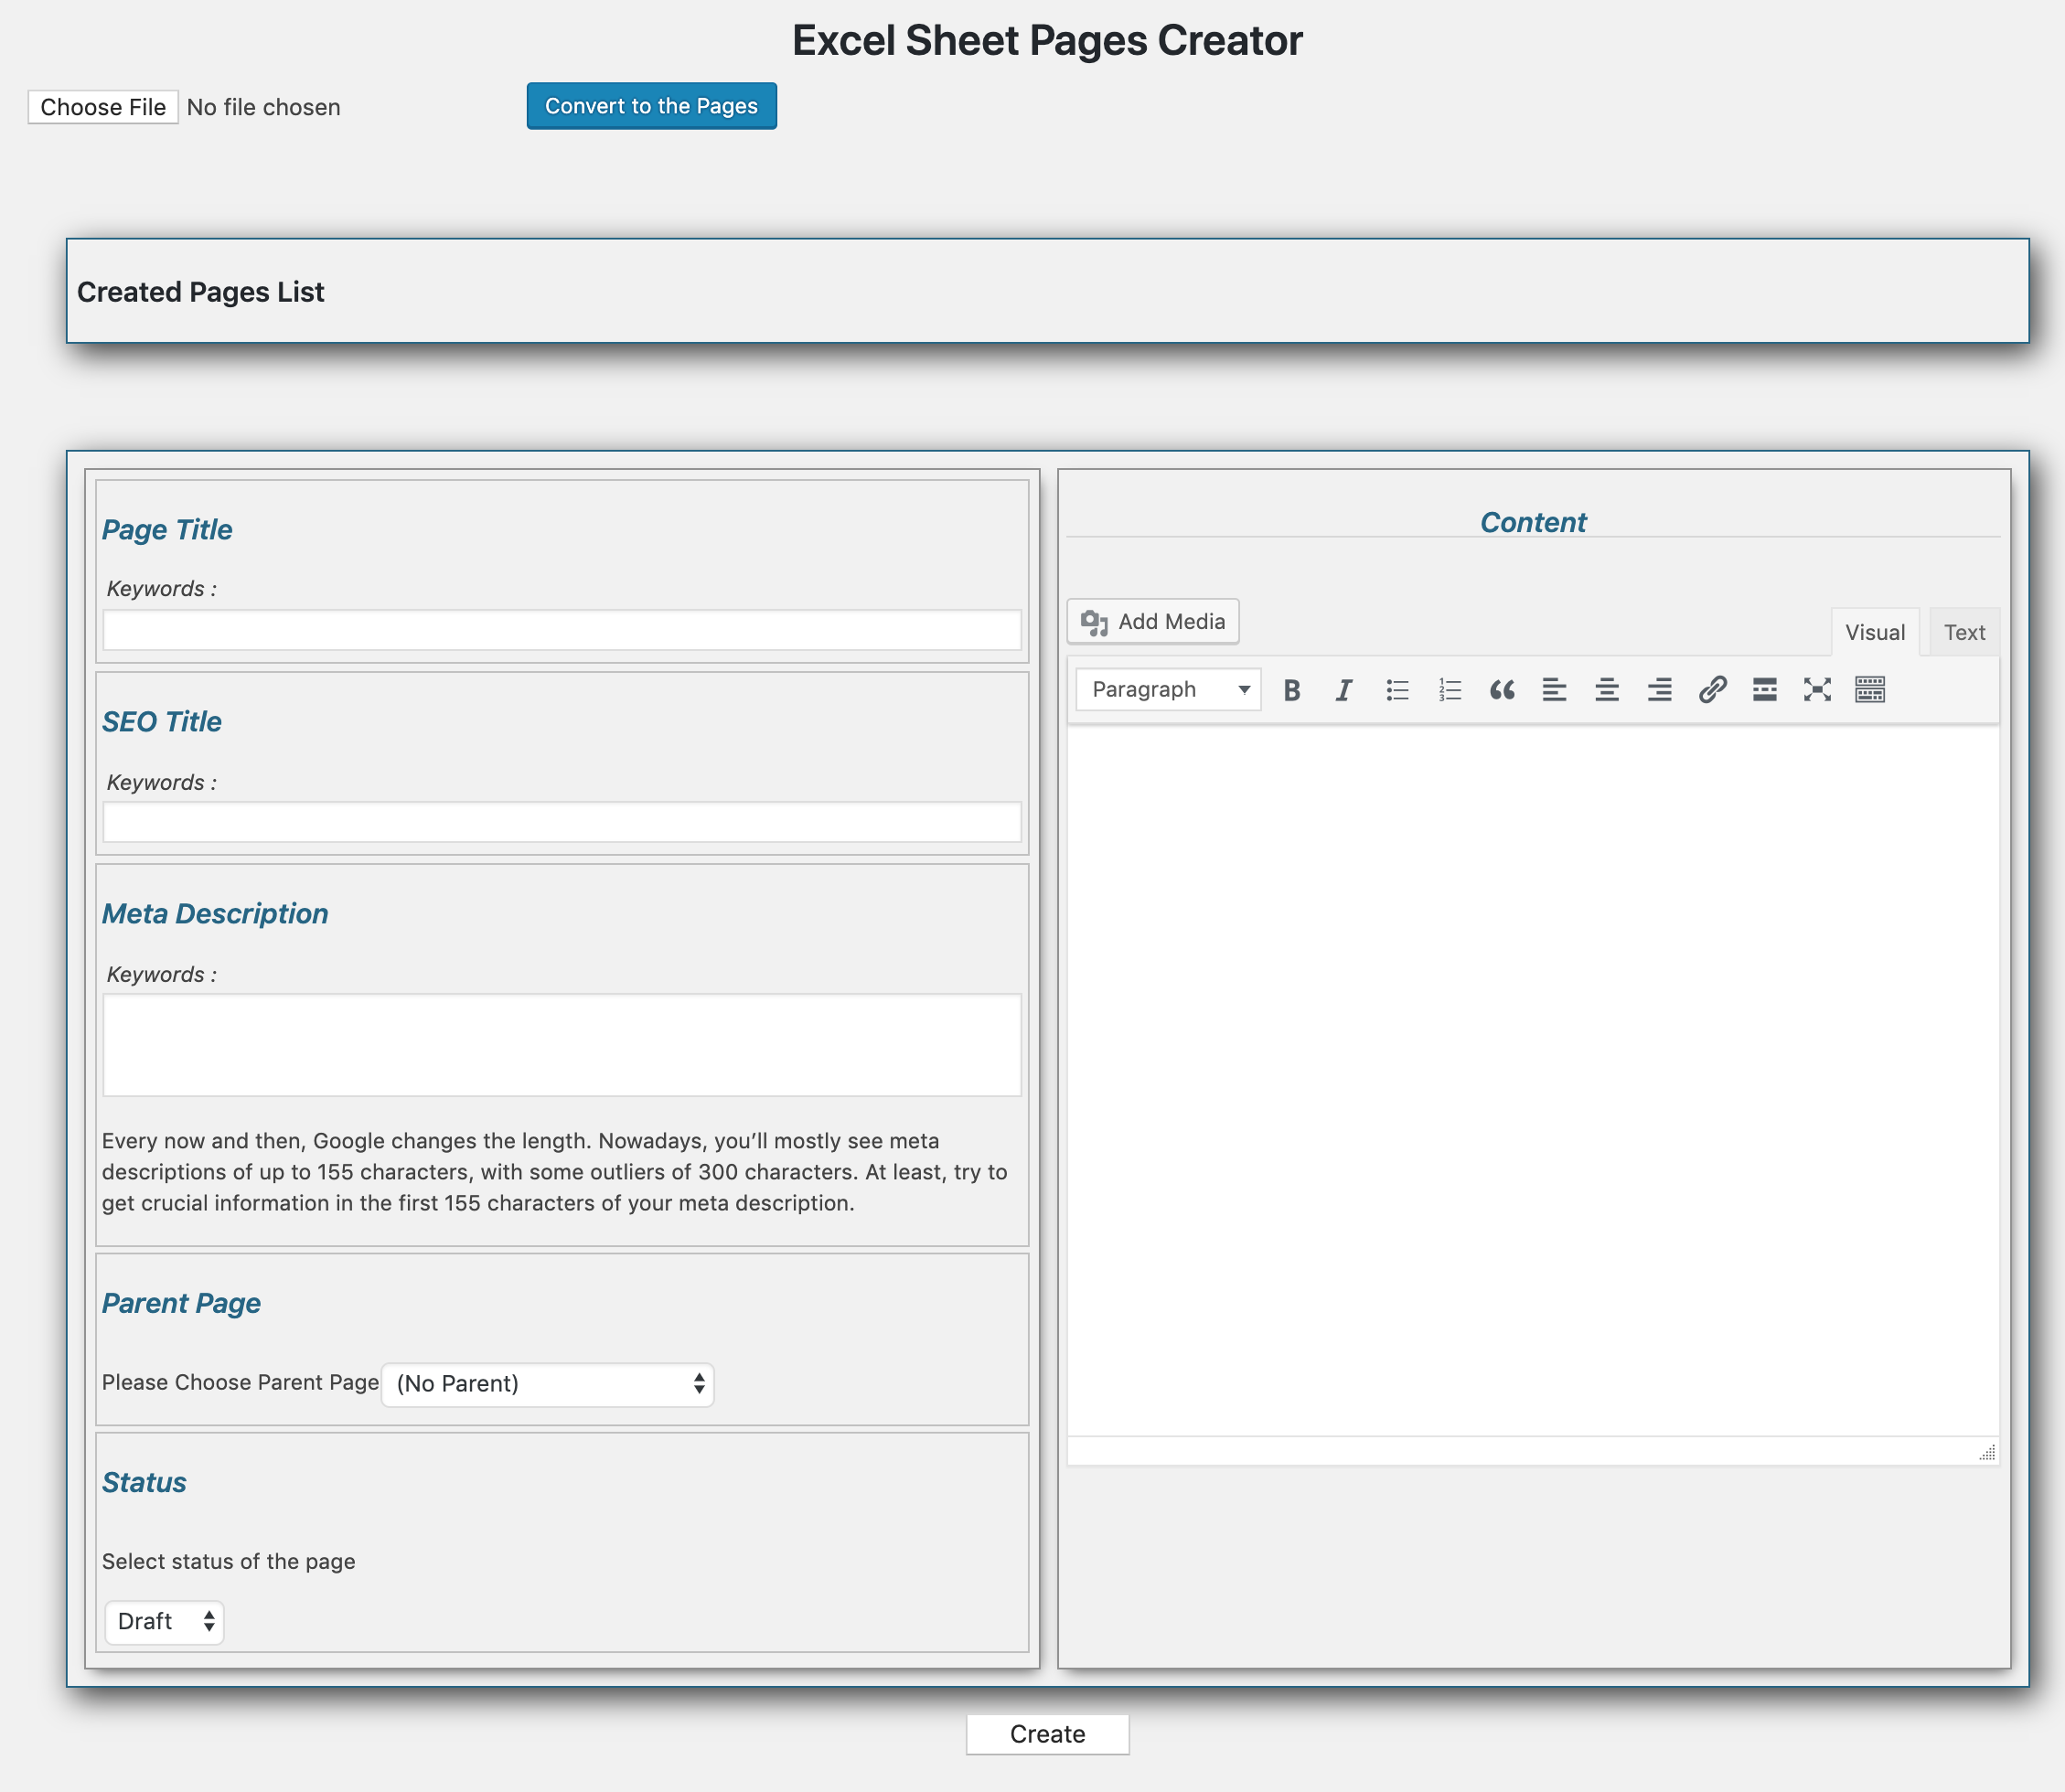 Excel Sheet Pages Creator
Choose File No file chosen Convert to the Pages
Created Pages List
Page Title
Keywords :
SEO Title
Keywords :
Meta Description
Keywords :
Every now and then, Google changes the length. Nowadays, you’ll mostly see meta
descriptions of up to 155 characters, with some outliers of 300 characters. At least, try to
get crucial information in the first 155 characters of your meta description.
Parent Page
Please Choose Parent Page (No Parent)
Status
Select status of the page
Draft
Content
Add Media
Visual Text
Paragraph B I
Create